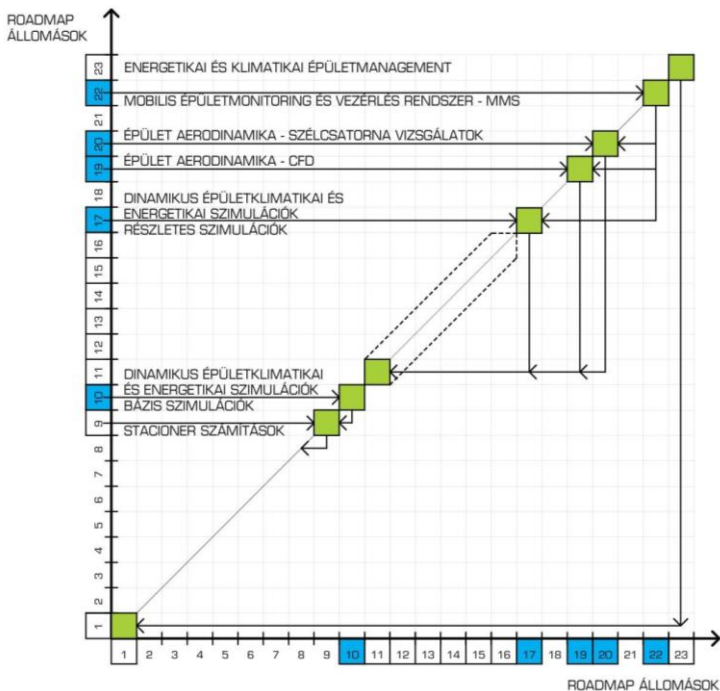 ROADMAP
ÁLLOMÁSOK
23
ENERGETIKAI ÉS KLIMATIKAI ÉPÜLETMANAGEMENT
22
MOBILIS ÉPÜLETMONITORING ÉS VEZÉRLÉS RENDSZER - MMS
21
20
ÉPÜLET AERODINAMIKA - SZÉLCSATORNA VIZSGÁLATOK
19
ÉPÜLET AERODINAMIKA - CFD
18
DINAMIKUS ÉPÜLETKLIMATIKAI ÉS
ENERGETIKAI SZIMULÁCIÓK
17
RÉSZLETES SZIMULÁCIÓK
16
15
14
13
12
11
DINAMIKUS ÉPÜLETKLIMATIKAI
ÉS ENERGETIKAI SZIMULÁCIÓK
10
BÁZIS SZIMULÁCIÓK
9
STACIONER SZÁMÍTÁSOK
8
7
6
5
4
3
2
1
1 2 3 4 5 6 7 8 9 10 11 12 13 14 15 16 17 18 19 20 21 22 23
ROADMAP ÁLLOMÁSOK